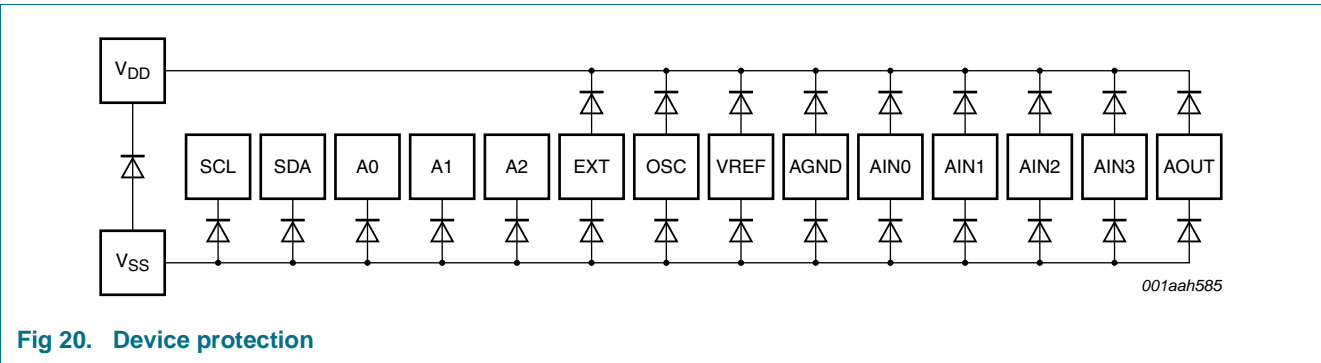 VDD
SCL SDA A0 A1 A2 EXT OSC VREF AGND AIN0 AIN1 AIN2 AIN3 AOUT
VSS
001aah585
Fig 20. Device protection